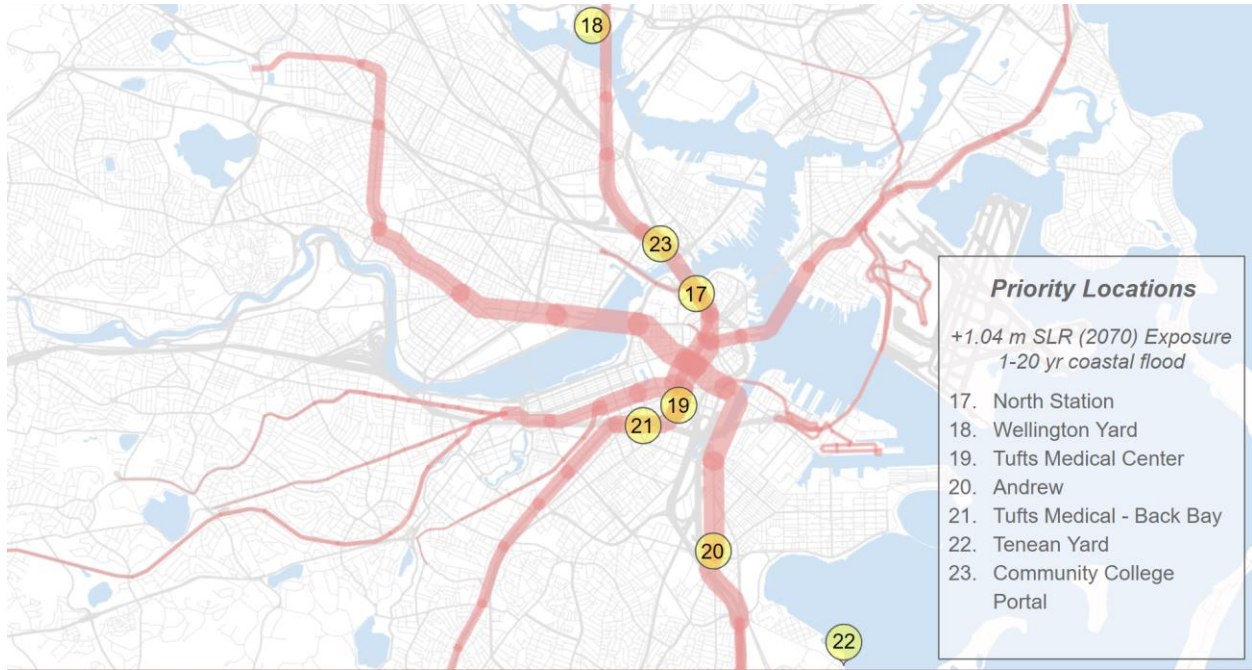 18
23
17
19
21
20
22
Priority Locations
+1.04 m SLR (2070) Exposure
1-20 yr coastal flood
17. North Station
18. Wellington Yard
19. Tufts Medical Center
20. Andrew
21. Tufts Medical - Back Bay
22. Tenean Yard
23. Community College
Portal